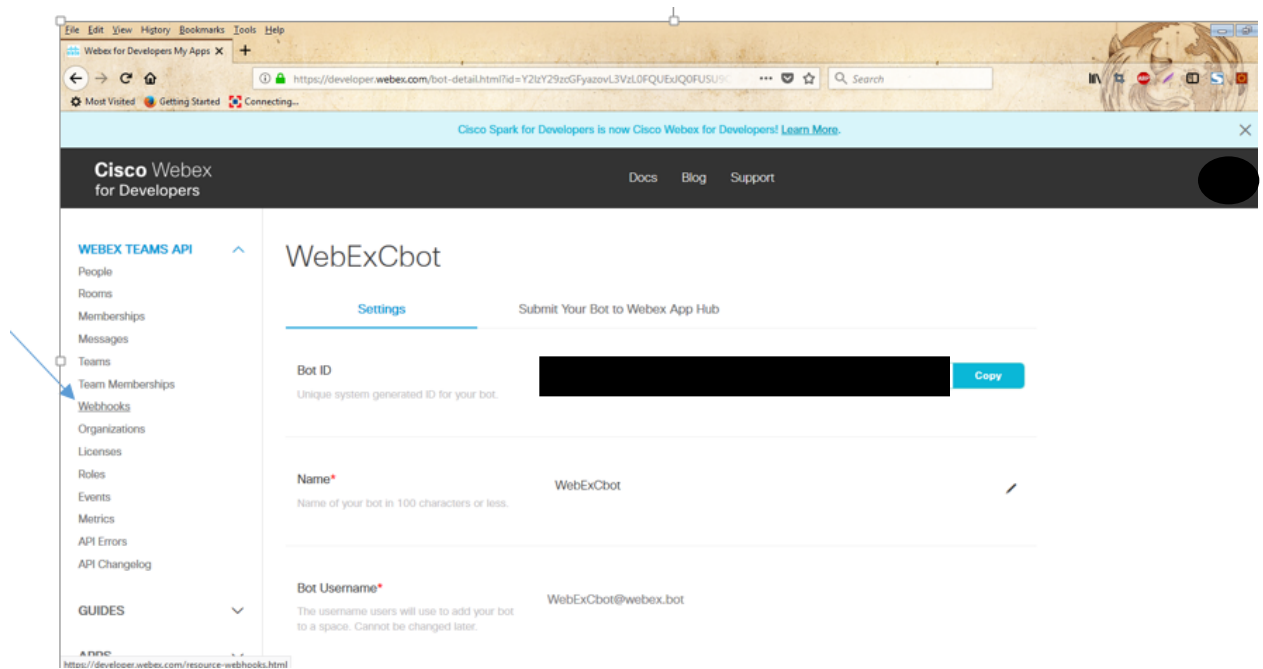 File Edit View History Bookmarks Tools Help
Webex for Developers My Apps
https://developer.webex.com/bot-detail.html?id=
Search
Most Visited Getting Started Connecting...
Cisco Spark for Developers is now Cisco Webex for Developers! Learn More.
Cisco Webex
for Developers
Docs Blog Support
WEBEX TEAMS API
People
Rooms
Memberships
Messages
Teams
Team Memberships
Webhooks
Organizations
Licenses
Roles
Events
Metrics
API Errors
API Changelog
GUIDES
APPS
WebExCbot
Settings
Submit Your Bot to Webex App Hub
Bot ID
Unique system generated ID for your bot.
Copy
Name*
Name of your bot in 100 characters or less.
WebExCbot
Bot Username*
The username users will use to add your bot
to a space. Cannot be changed later.
WebExCbot@webex.bot
https://developer.webex.com/resource-webhooks.html